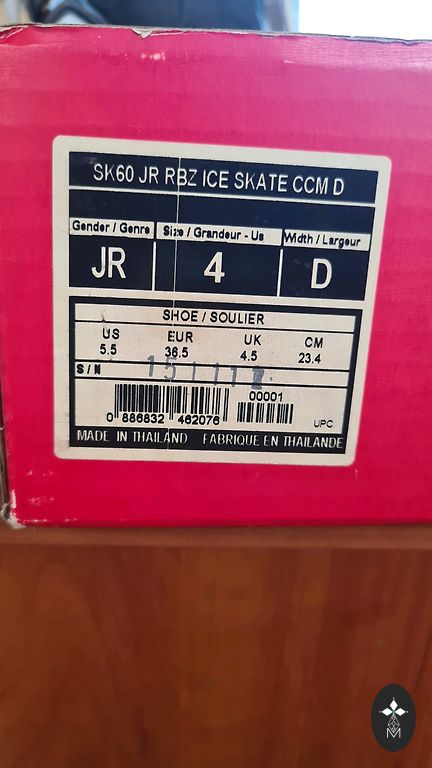 SK60 JR RBZ ICE SKATE CCM D
Gender / Genre Size / Grandeur - Us Width / Largeur
JR 4 D
SHOE / SOULIER
US EUR UK CM
5.5 36.5 4.5 23.4
S/N
00001
0 886832 462076
UPC
MADE IN THAILAND FABRIQUE EN THAILANDE
M